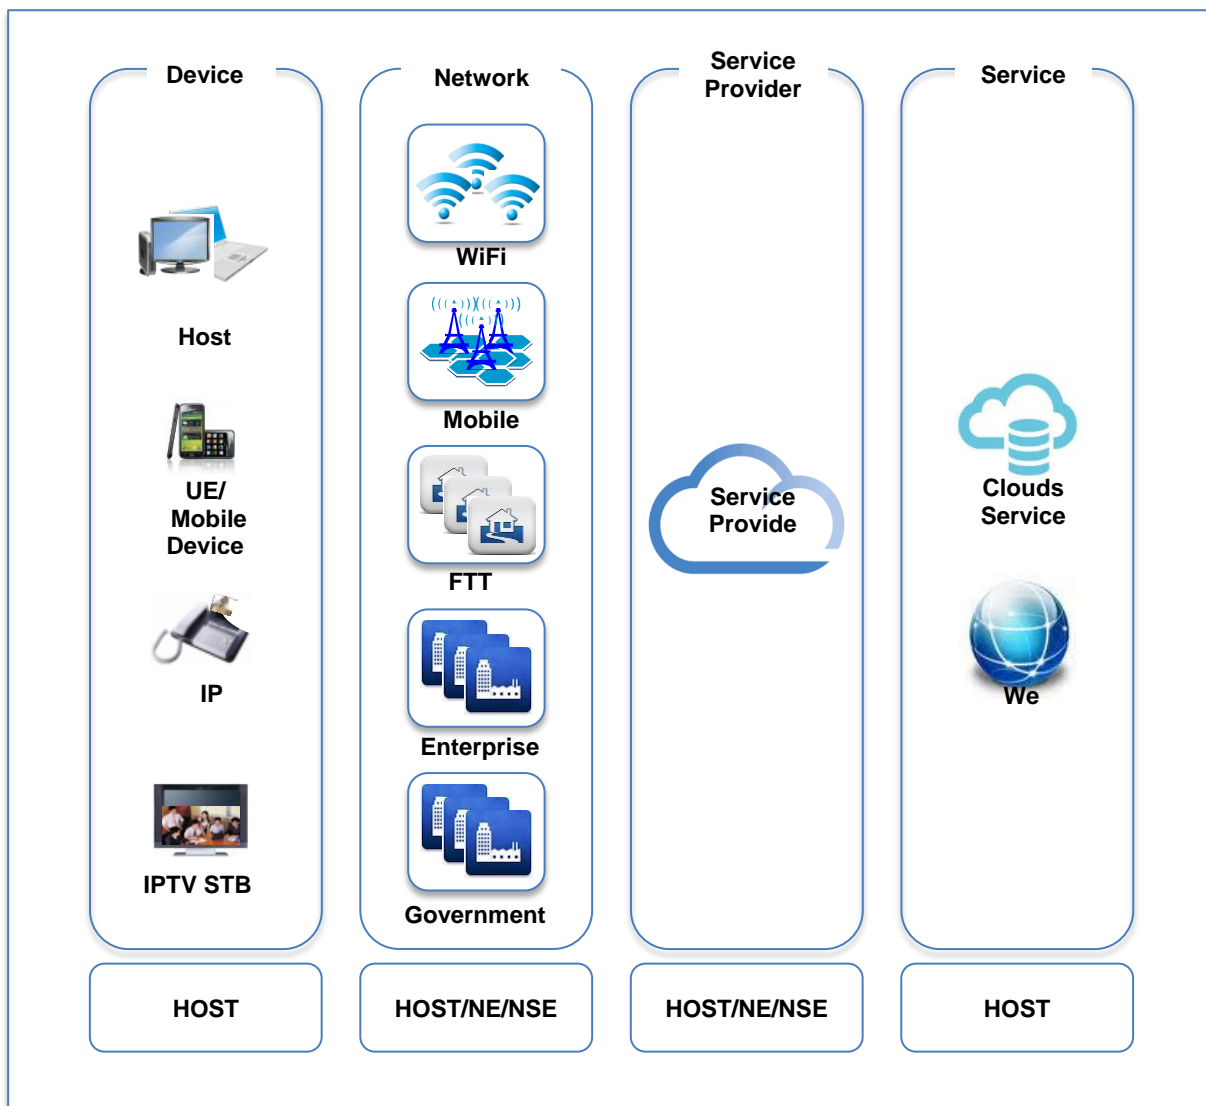 Device
Host
UE/
Mobile
Device
IP
IPTV STB
HOST
Network
WiFi
Mobile
FTT
Enterprise
Government
HOST/NE/NSE
Service
Provider
Service
Provide
HOST/NE/NSE
Service
Clouds
Service
We
HOST